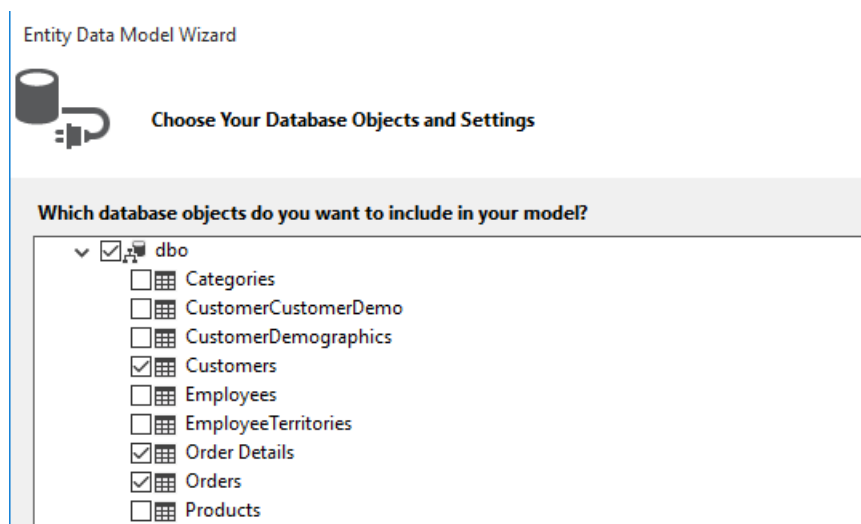 Entity Data Model Wizard
Choose Your Database Objects and Settings
Which database objects do you want to include in your model?
dbo
Categories
CustomerCustomerDemo
CustomerDemographics
Customers
Employees
EmployeeTerritories
Order Details
Orders
Products